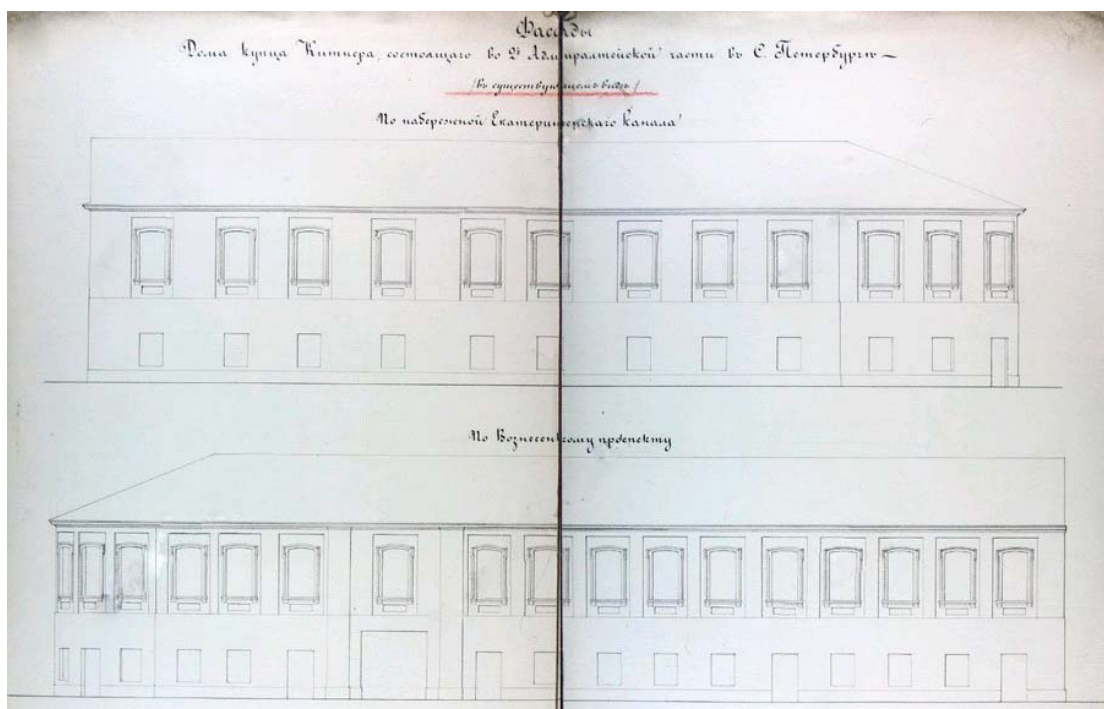 Фасады
Дома купца Китнера, состоящаго во 2й Адмиралтейской части въ С. Петербургѣ —
/въ существующемъ видѣ/
По набережной Екатерининскаго канала
По Вознесенскому проспекту